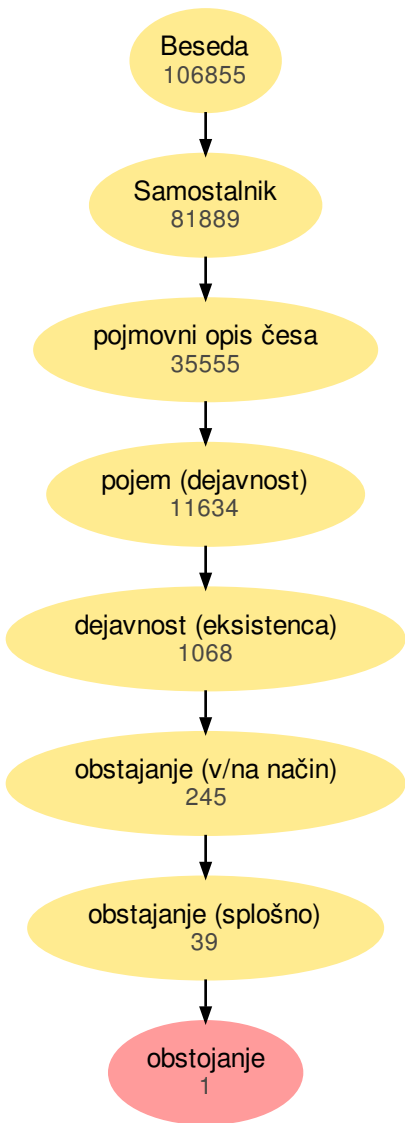 Beseda
106855
Samostalnik
81889
pojmovni opis česa
35555
pojem (dejavnost)
11634
dejavnost (eksistenca)
1068
obstajanje (v/na način)
245
obstajanje (splošno)
39
obstojanje
1